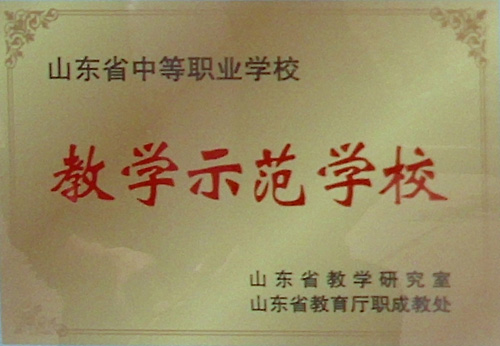 山东省中等职业学校
教学示范学校
山东省教学研究室
山东省教育厅职成教处